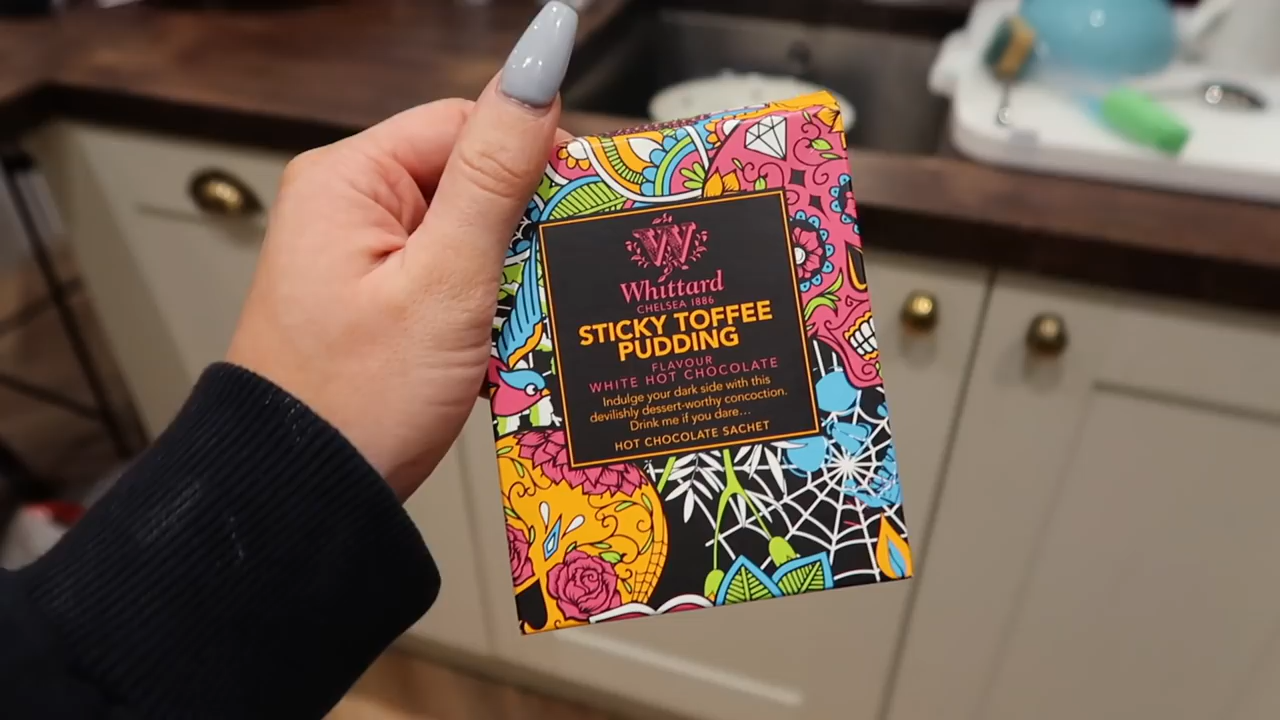 W
Whittard
CHELSEA 1886
STICKY TOFFEE
PUDDING
FLAVOUR
WHITE HOT CHOCOLATE
Indulge your dark side with this
devilishly dessert-worthy concoction.
Drink me if you dare...
HOT CHOCOLATE SACHET